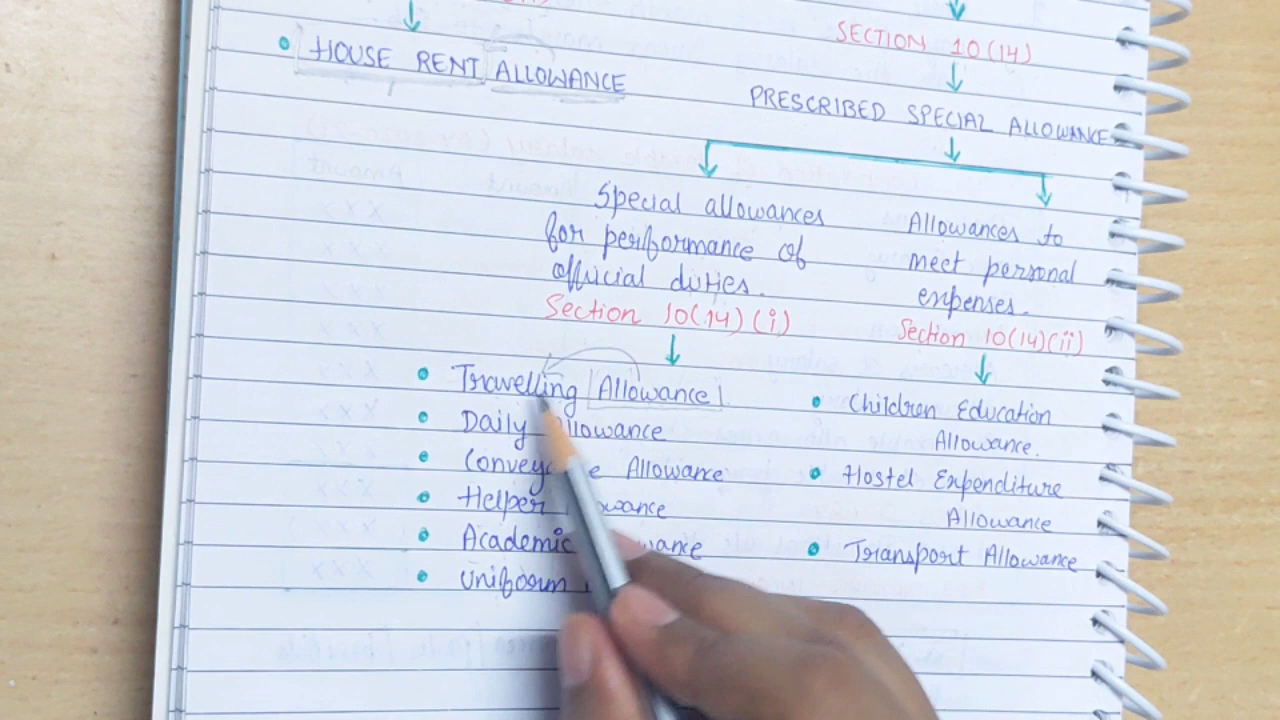 SECTION 10(14)
• HOUSE RENT ALLOWANCE
PRESCRIBED SPECIAL ALLOWANCE
Special allowances
for performance of
official duties.
Section 10(14)(i)
Allowances to
meet personal
expenses.
Section 10(14)(ii)
• Travelling Allowance
• Daily Allowance
• Conveyance Allowance
• Helper
• Academic
• Uniform
• Children Education
Allowance.
• Hostel Expenditure
Allowance
• Transport Allowance